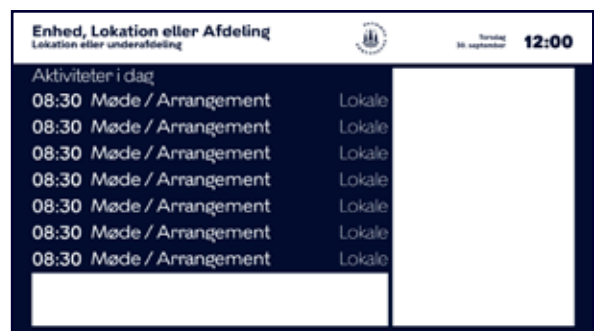 Enhed, Lokation eller Afdeling
Lokation eller underafdeling
Torsdag
30. september
12:00
Aktiviteter i dag
08:30 Møde / Arrangement Lokale
08:30 Møde / Arrangement Lokale
08:30 Møde / Arrangement Lokale
08:30 Møde / Arrangement Lokale
08:30 Møde / Arrangement Lokale
08:30 Møde / Arrangement Lokale
08:30 Møde / Arrangement Lokale